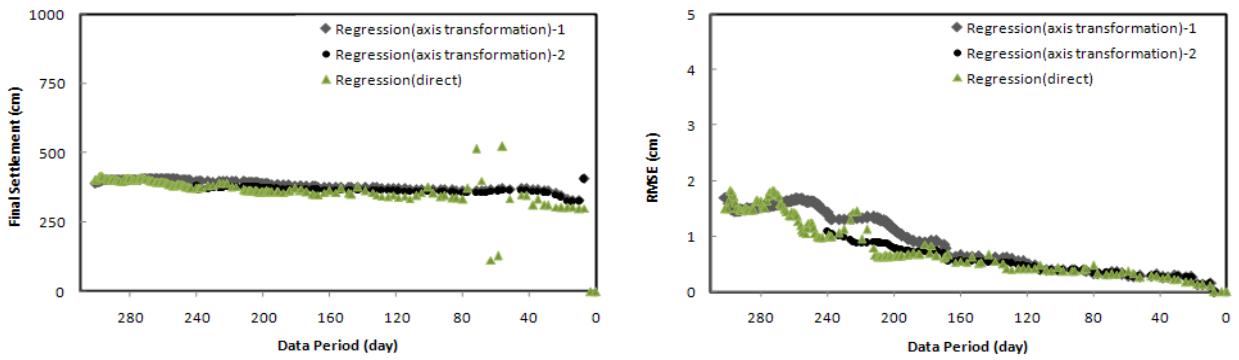 1000
750
500
250
0
Final Settlement (cm)
Regression(axis transformation)-1
Regression(axis transformation)-2
Regression(direct)
280 240 200 160 120 80 40 0
Data Period (day)
5
4
3
2
1
0
RMSE (cm)
Regression(axis transformation)-1
Regression(axis transformation)-2
Regression(direct)
280 240 200 160 120 80 40 0
Data Period (day)